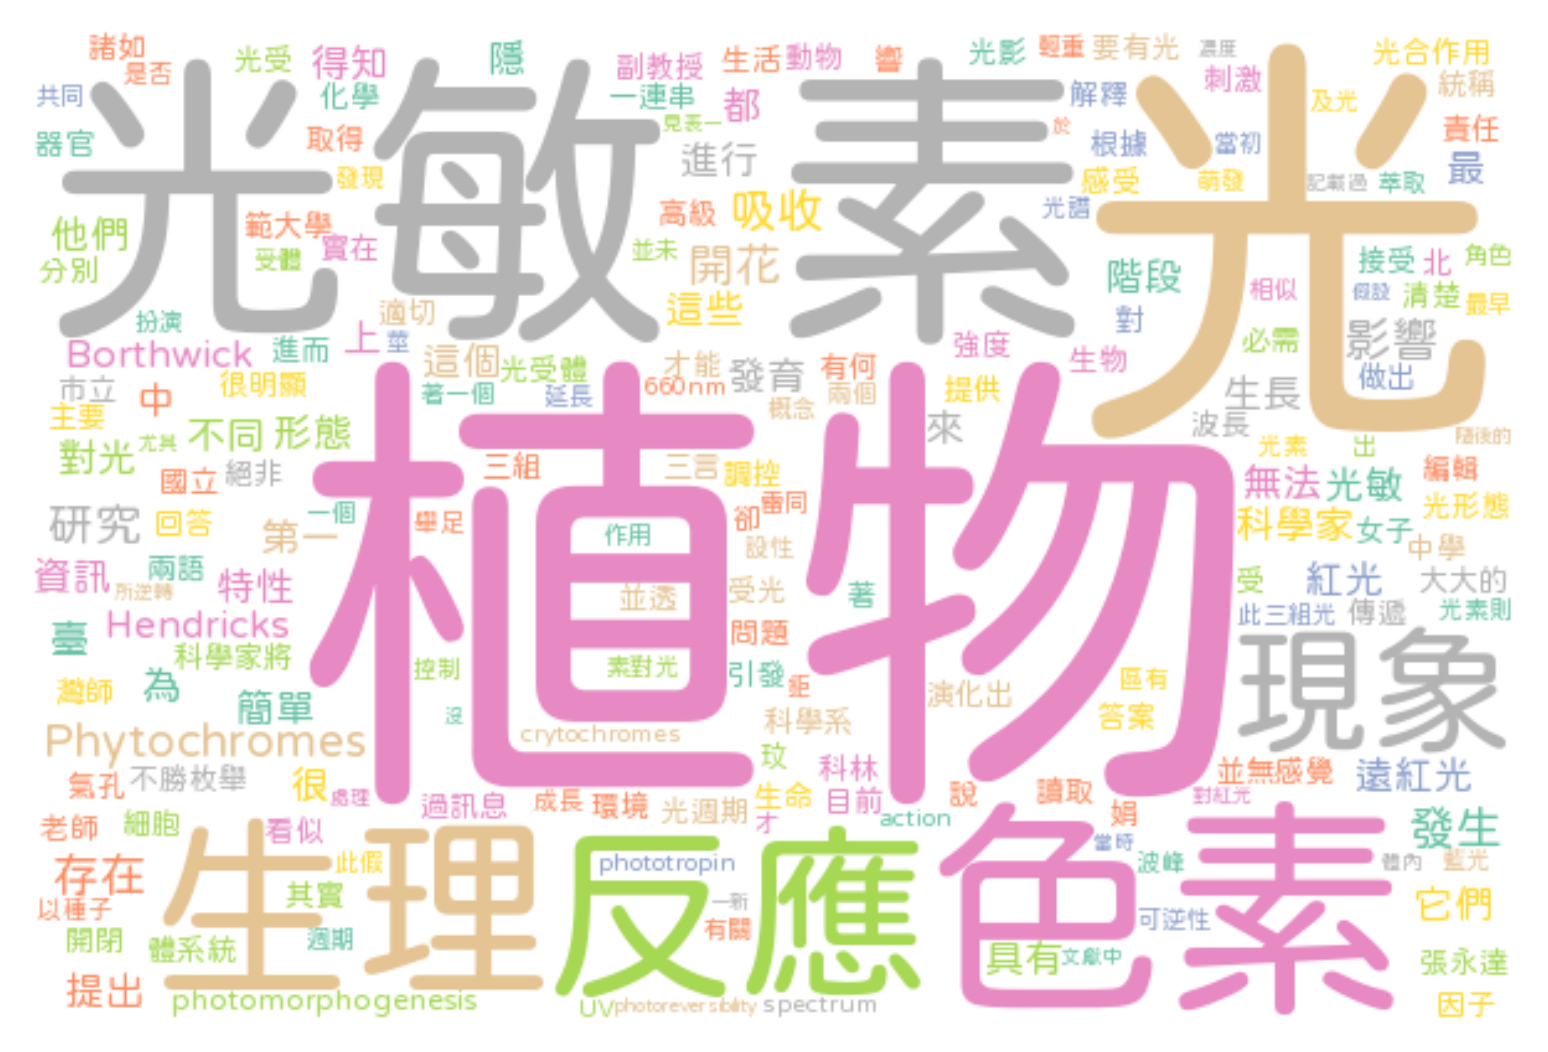 諸如
是否
光受
得知
隱
副教授
生活
動物
響
光影
輕重
要有光
濃度
光合作用
共同
化學
一連串
都
解釋
刺激
及光
統稱
光敏素
光
器官
取得
見表一
進行
於
根據
當初
責任
最
發現
感受
萌發
記載過
萃取
他們
範大學
實在
高級
吸收
光譜
分別
受體
並未
開花
階段
接受
北
角色
扮演
適切
這些
對
相似
假設
清楚
最早
Borthwick
進而
上
莖
這個
光受體
才能
發育
有何
強度
生物
必需
影響
做出
市立
很明顯
著一個
延長
660nm
概念
兩個
提供
生長
主要
中
來
波長
對光
尤其
不同
形態
植物
三組
三言
調控
光素
出
隨後的
國立
絕非
無法
光敏
編輯
研究
回答
第一
一個
舉足
作用
卻
雷同
設性
科學家
女子
光形態
中學
資訊
兩語
所逆轉
特性
並透
受光
著
受
紅光
大大的
臺
Hendricks
科學家將
問題
此三組光
傳遞
光素則
控制
素對光
引發
鉅
現象
灣師
為
簡單
沒
演化出
區有
答案
Phytochromes
crytochromes
科學系
玟
氣孔
不勝枚舉
很
處理
過訊息
成長
環境
光週期
生命
才
科林
目前
說
讀取
並無感覺
對紅光
遠紅光
老師
細胞
看似
action
娟
當時
發生
存在
生理
此假
反應
phototropin
色素
波峰
體內
藍光
以種子
其實
一新
有關
可逆性
它們
開閉
體系統
週期
具有
文獻中
張永達
提出
photomorphogenesis
UV
photoreversibility
spectrum
因子